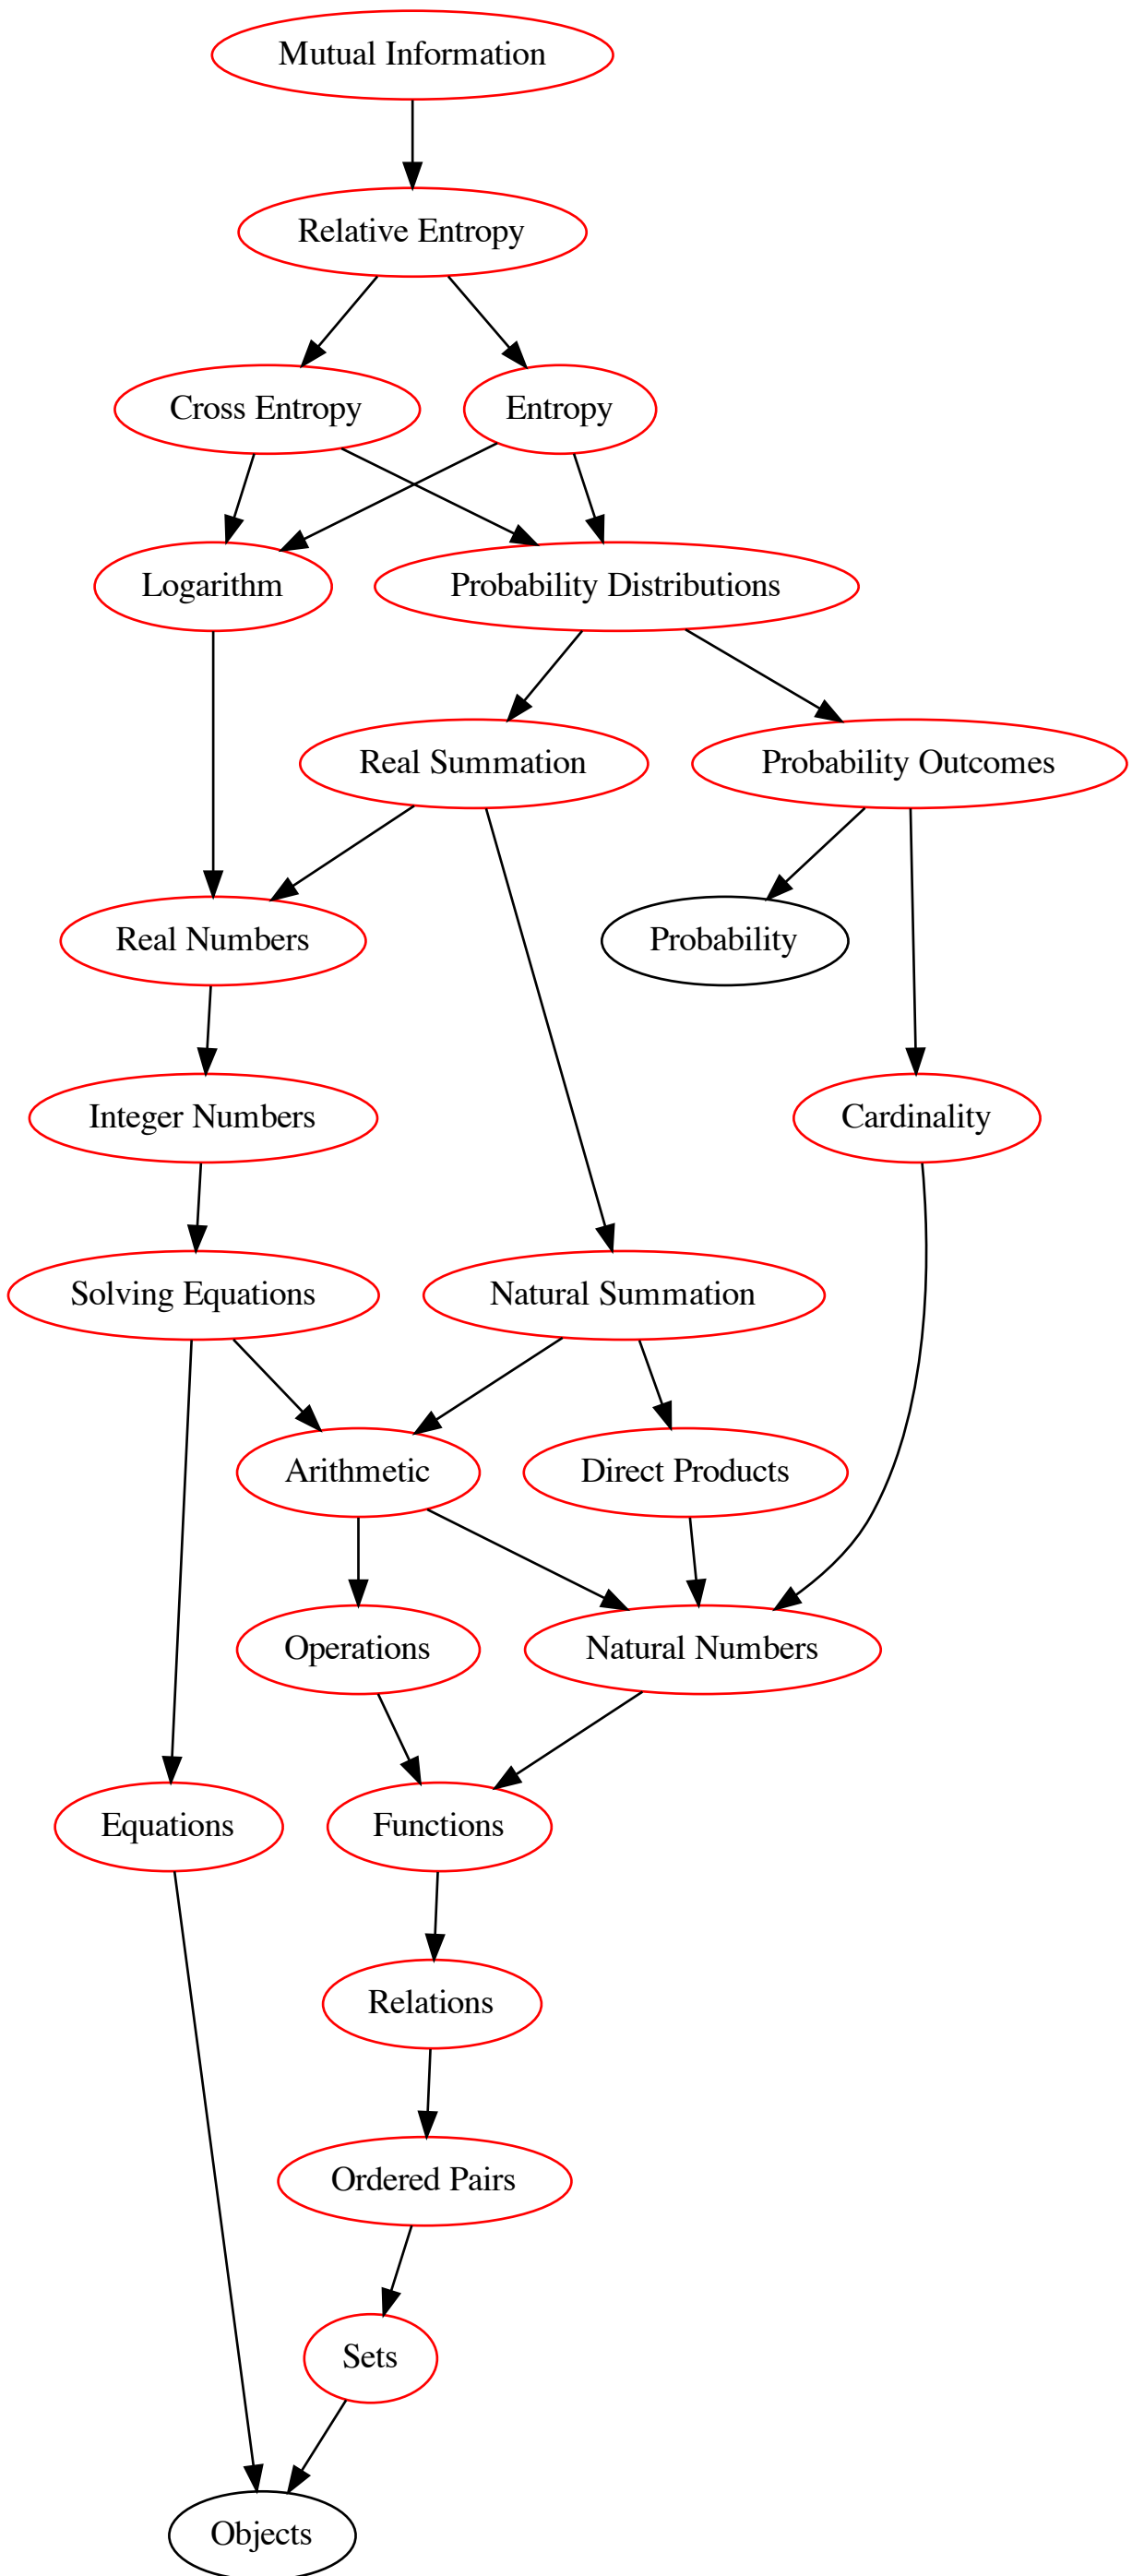 Mutual Information
Relative Entropy
Cross Entropy
Entropy
Logarithm
Probability Distributions
Real Summation
Probability Outcomes
Real Numbers
Probability
Integer Numbers
Cardinality
Solving Equations
Natural Summation
Arithmetic
Direct Products
Operations
Natural Numbers
Equations
Functions
Relations
Ordered Pairs
Sets
Objects